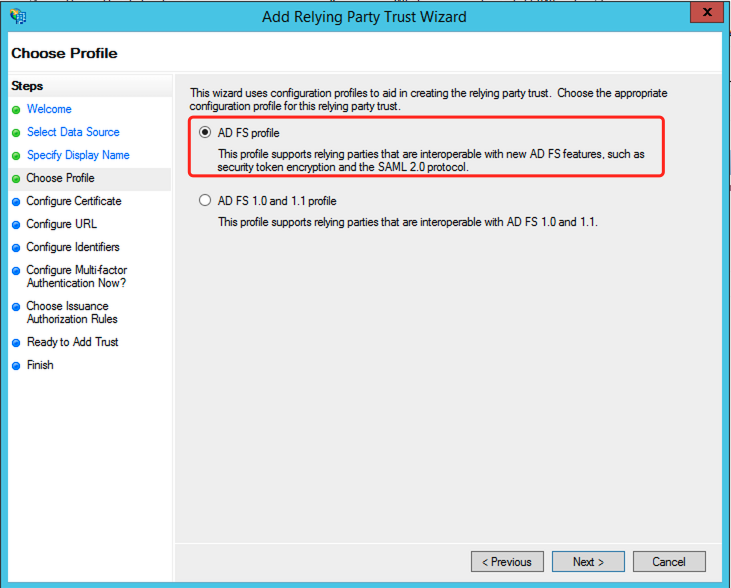 Add Relying Party Trust Wizard
x
Choose Profile
Steps
Welcome
Select Data Source
Specify Display Name
Choose Profile
Configure Certificate
Configure URL
Configure Identifiers
Configure Multi-factor
Authentication Now?
Choose Issuance
Authorization Rules
Ready to Add Trust
Finish
This wizard uses configuration profiles to aid in creating the relying party trust. Choose the appropriate
configuration profile for this relying party trust.
AD FS profile
This profile supports relying parties that are interoperable with new AD FS features, such as
security token encryption and the SAML 2.0 protocol.
AD FS 1.0 and 1.1 profile
This profile supports relying parties that are interoperable with AD FS 1.0 and 1.1.
< Previous
Next >
Cancel